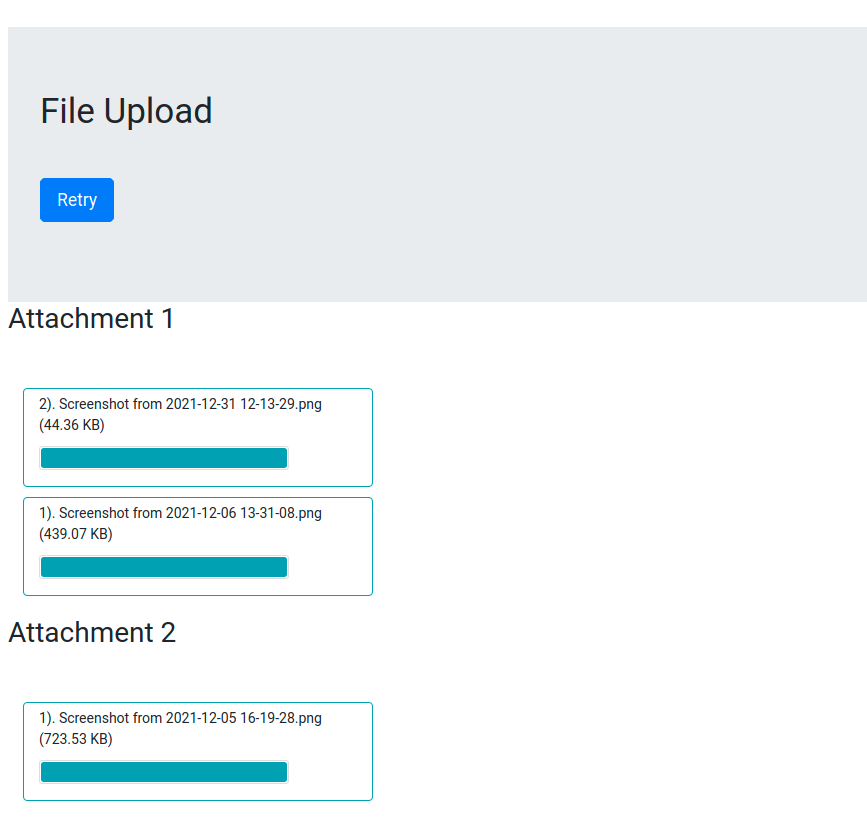 File Upload
Retry
Attachment 1
2). Screenshot from 2021-12-31 12-13-29.png
(44.36 KB)
1). Screenshot from 2021-12-06 13-31-08.png
(439.07 KB)
Attachment 2
1). Screenshot from 2021-12-05 16-19-28.png
(723.53 KB)